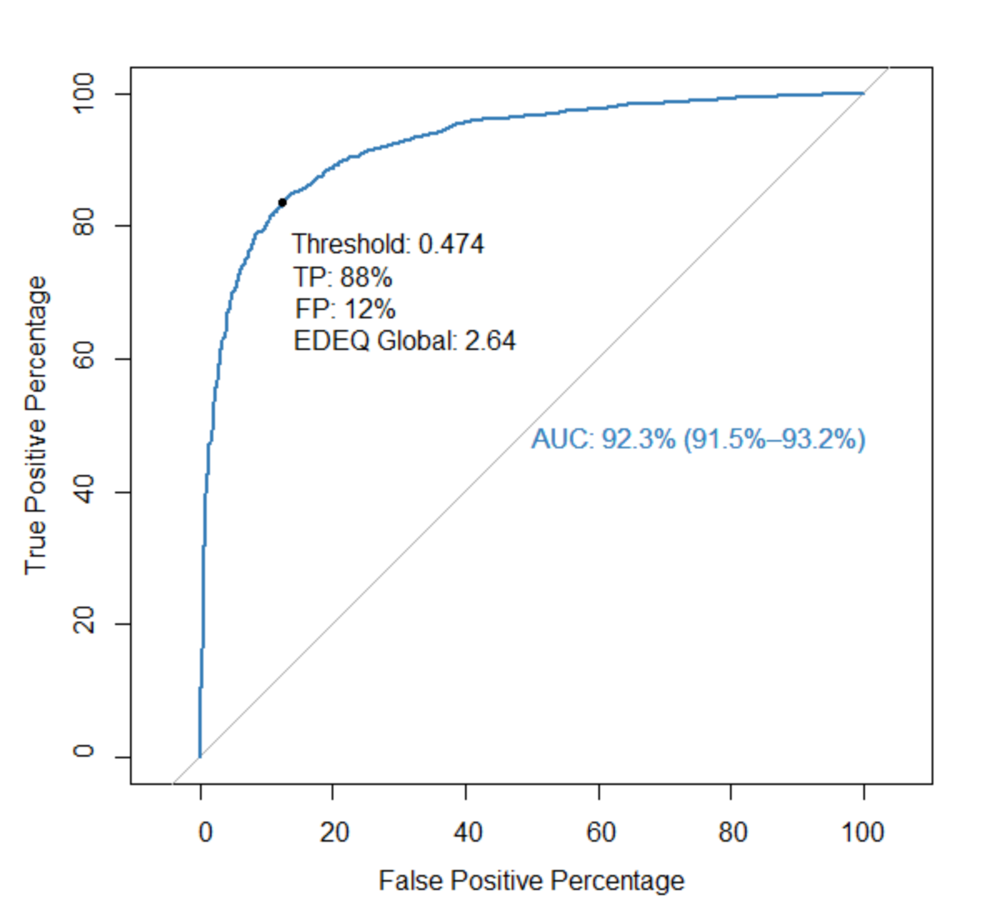 100
80
60
40
20
0
True Positive Percentage
Threshold: 0.474
TP: 88%
FP: 12%
EDEQ Global: 2.64
AUC: 92.3% (91.5%–93.2%)
0 20 40 60 80 100
False Positive Percentage